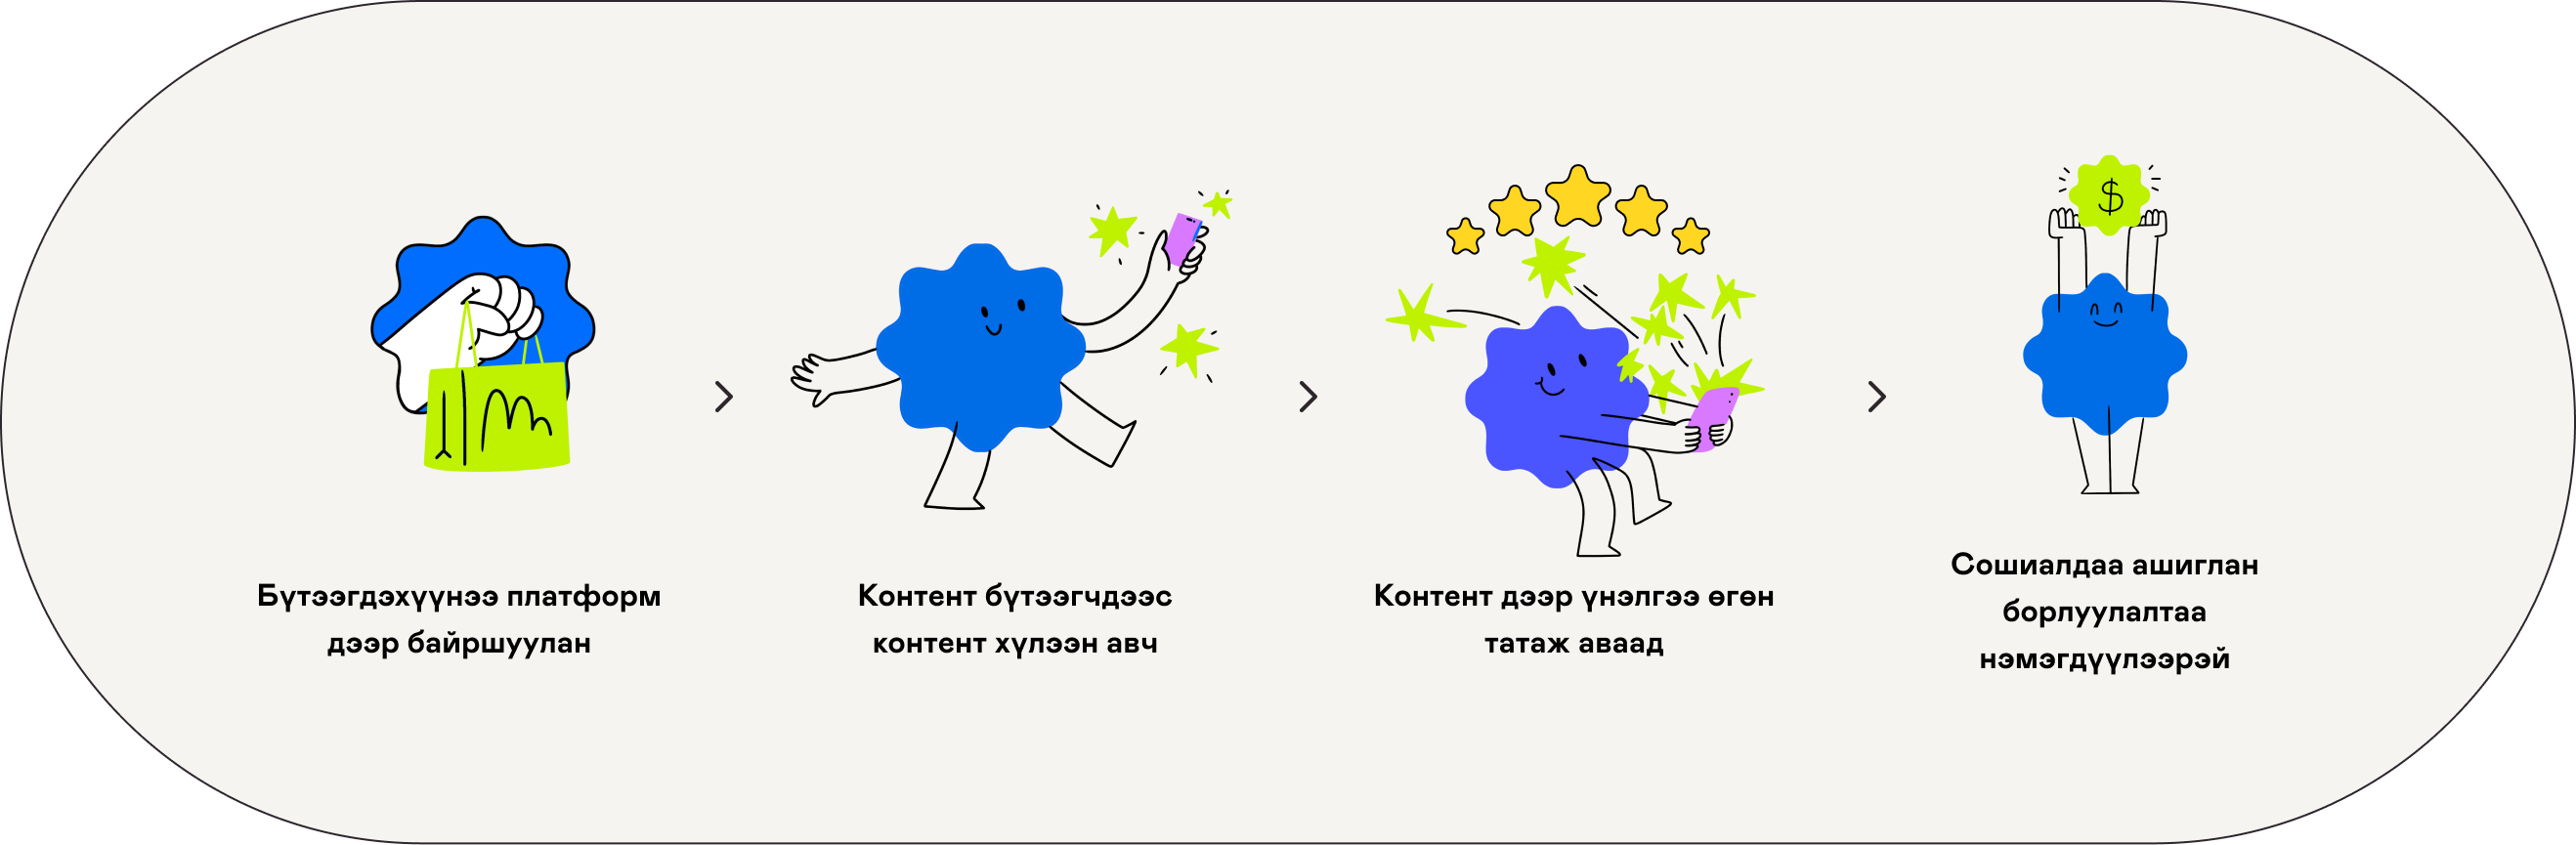 $
Бүтээгдэхүүнээ платформ
дээр байршуулан
Контент бүтээгчдээс
контент хүлээн авч
Контент дээр үнэлгээ өгөн
татаж аваад
Сошиалдаа ашиглан
борлуулалтаа
нэмэгдүүлээрэй